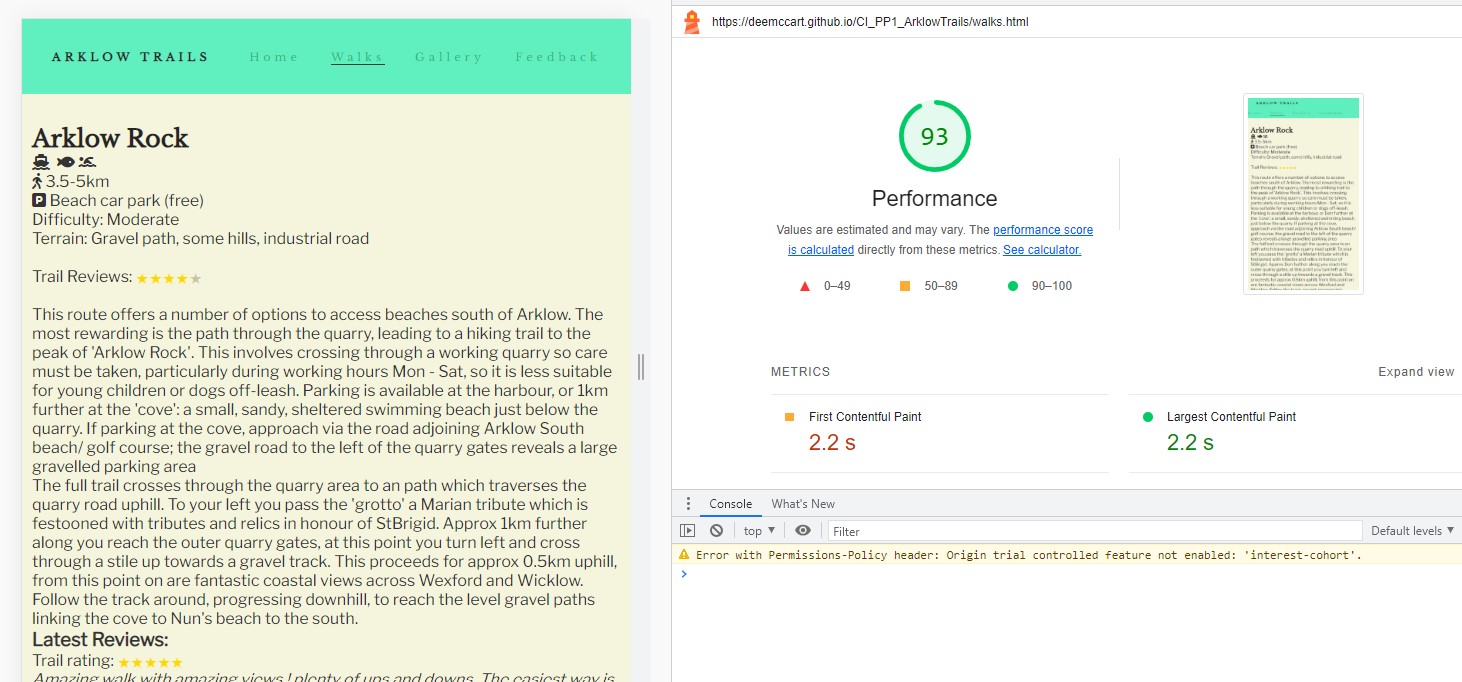 ARKLOW TRAILS Home Walks Gallery Feedback
Arklow Rock
3.5-5km
P Beach car park (free)
Difficulty: Moderate
Terrain: Gravel path, some hills, industrial road
Trail Reviews:
This route offers a number of options to access beaches south of Arklow. The
most rewarding is the path through the quarry, leading to a hiking trail to the
peak of 'Arklow Rock'. This involves crossing through a working quarry so care
must be taken, particularly during working hours Mon - Sat, so it is less suitable
for young children or dogs off-leash. Parking is available at the harbour, or 1km
further at the 'cove': a small, sandy, sheltered swimming beach just below the
quarry. If parking at the cove, approach via the road adjoining Arklow South
beach/ golf course; the gravel road to the left of the quarry gates reveals a large
gravelled parking area
The full trail crosses through the quarry area to an path which traverses the
quarry road uphill. To your left you pass the 'grotto' a Marian tribute which is
festooned with tributes and relics in honour of StBrigid. Approx 1km further
along you reach the outer quarry gates, at this point you turn left and cross
through a stile up towards a gravel track. This proceeds for approx 0.5km uphill,
from this point on are fantastic coastal views across Wexford and Wicklow.
Follow the track around, progressing downhill, to reach the level gravel paths
linking the cove to Nun's beach to the south.
Latest Reviews:
Trail rating:
Amazing walk with amazing views ! plenty of ups and downs. The easiest way is
https://deemccart.github.io/CI_PP1_ArklowTrails/walks.html
93
Performance
Values are estimated and may vary. The performance score
is calculated directly from these metrics. See calculator.
0–49 50–89 90–100
Arklow Rock
METRICS Expand view
First Contentful Paint
2.2 s
Largest Contentful Paint
2.2 s
Console What's New
top Filter Default levels
Error with Permissions-Policy header: Origin trial controlled feature not enabled: 'interest-cohort'.